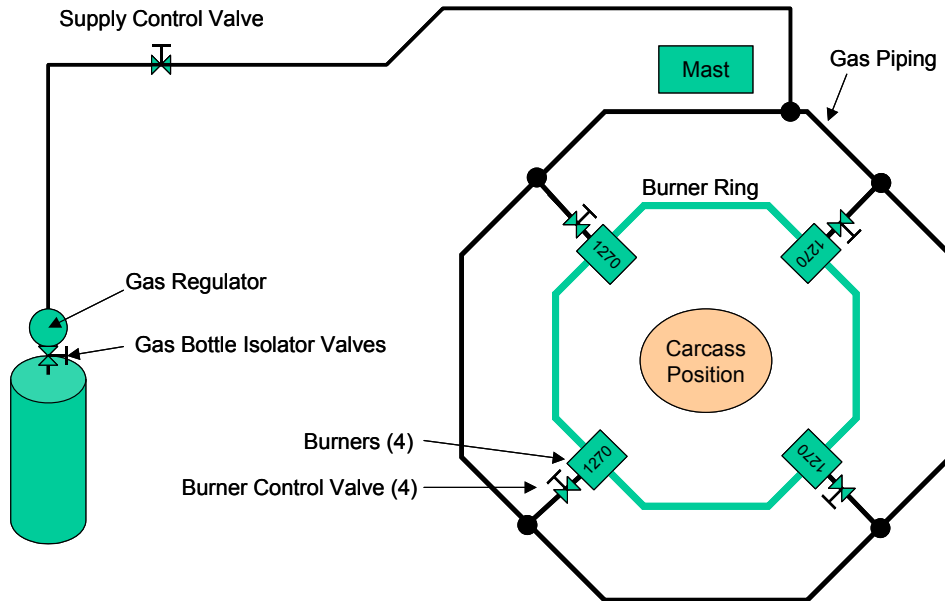 Supply Control Valve
Mast
Gas Piping
Burner Ring
1270
1270
Gas Regulator
Gas Bottle Isolator Valves
Carcass
Position
Burners (4)
1270
1270
Burner Control Valve (4)